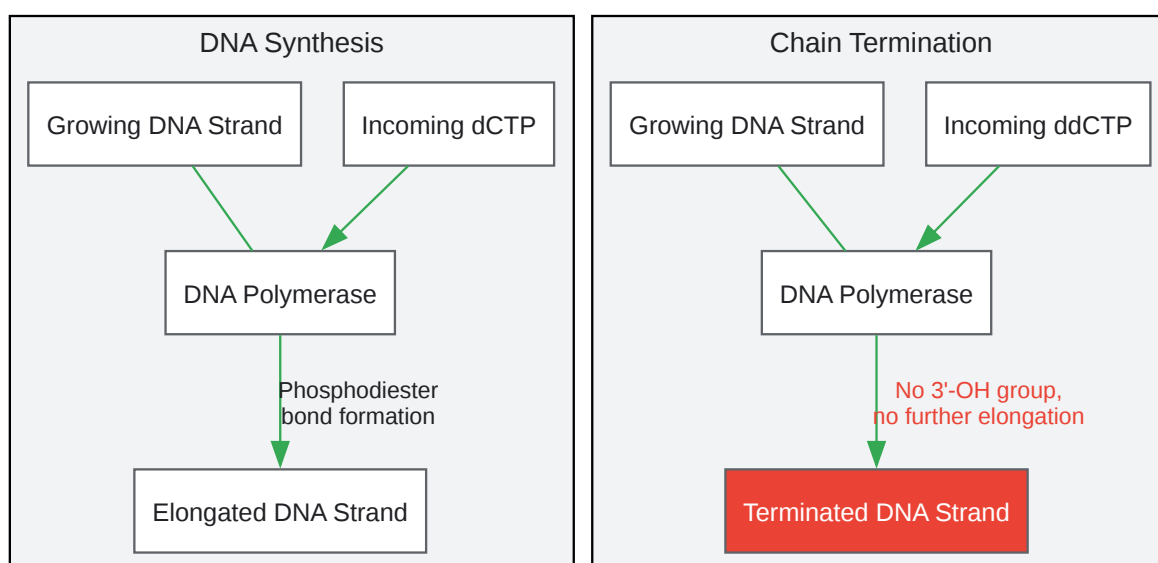 DNA Synthesis
Growing DNA Strand
Incoming dCTP
DNA Polymerase
Phosphodiester
bond formation
Elongated DNA Strand
Chain Termination
Growing DNA Strand
Incoming ddCTP
DNA Polymerase
No 3'-OH group,
no further elongation
Terminated DNA Strand